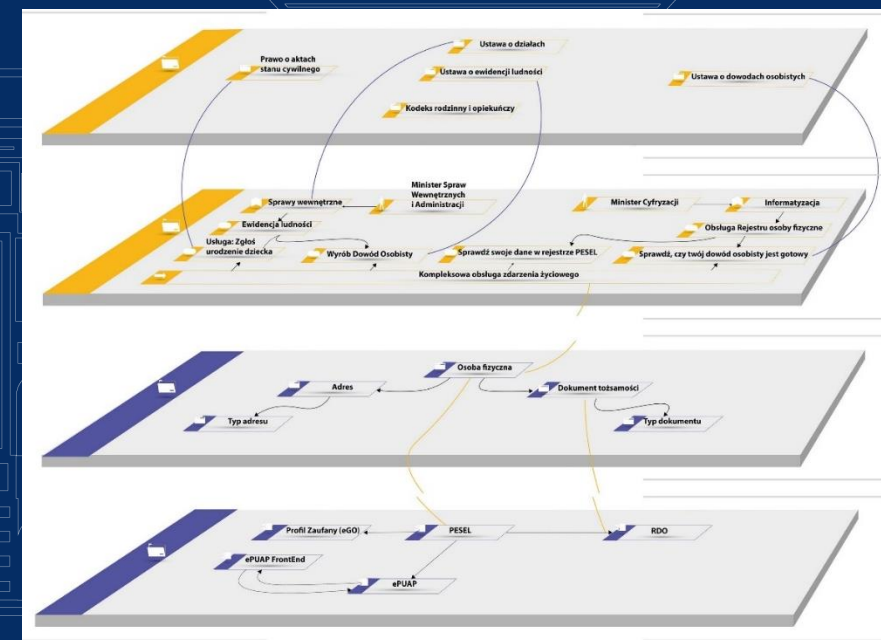 Prawo o aktach
stanu cywilnego
Ustawa o działach
Ustawa o ewidencji ludności
Ustawa o dowodach osobistych
Kodeks rodzinny i opiekuńczy
Sprawy wewnętrzne
Minister Spraw
Wewnętrznych
i Administracji
Minister Cyfryzacji
Informatyzacja
Ewidencja ludności
Obsługa Rejestru osoby fizyczne
Usługa: Zgłoś
urodzenie dziecka
Wyrób Dowód Osobisty
Sprawdź swoje dane w rejestrze PESEL
Sprawdź, czy twój dowód osobisty jest gotowy
Kompleksowa obsługa zdarzenia życiowego
Osoba fizyczna
Adres
Dokument tożsamości
Typ adresu
Typ dokumentu
Profil Zaufany (eGO)
PESEL
RDO
ePUAP FrontEnd
ePUAP